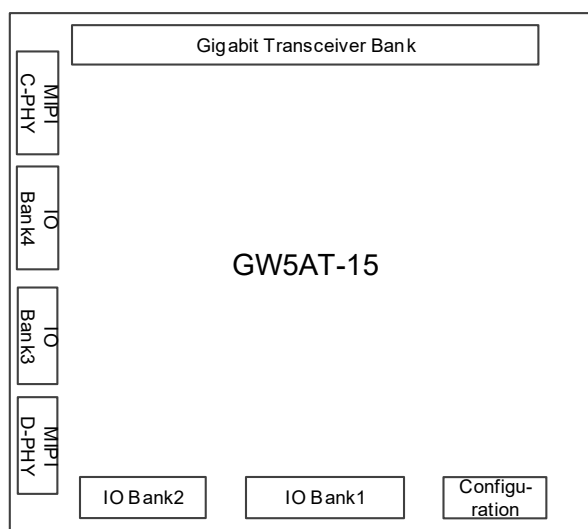 Gigabit Transceiver Bank
MIPI
C-PHY
IO
Bank4
GW5AT-15
IO
Bank3
MIPI
D-PHY
IO Bank2
IO Bank1
Configu-
ration